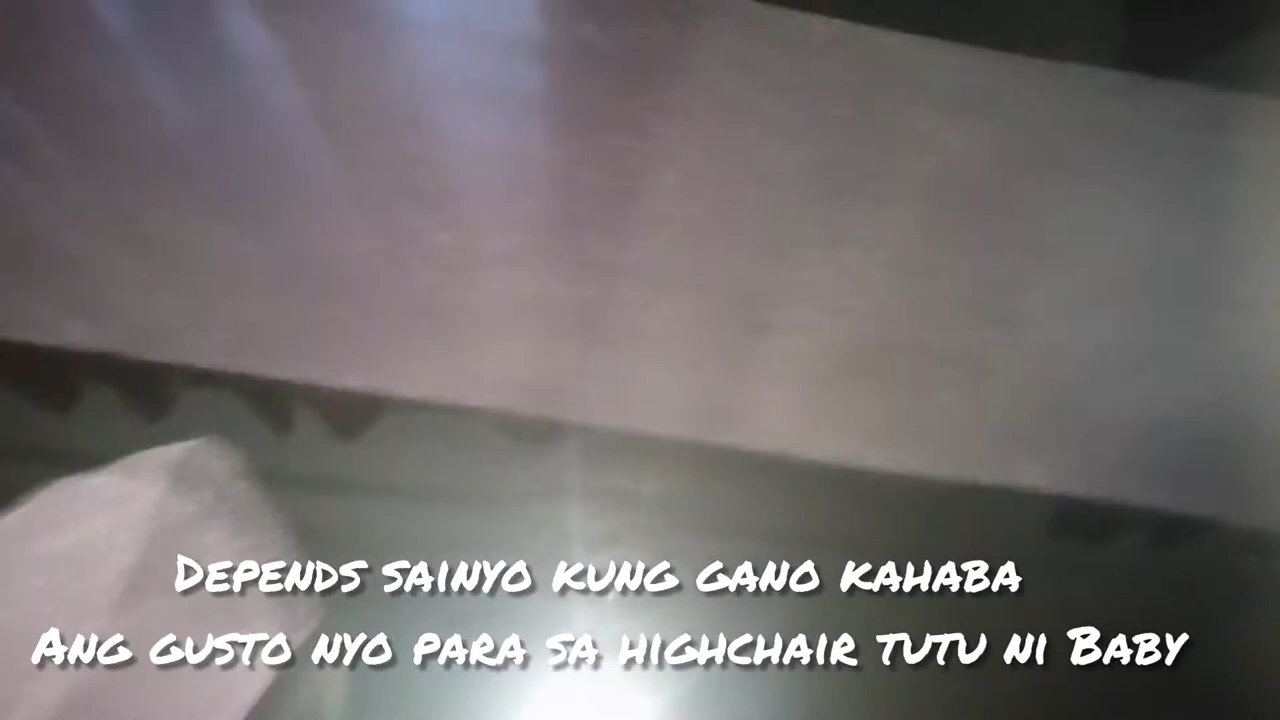 Depends sainyo kung gano kahaba
Ang gusto nyo para sa highchair tutu ni Baby